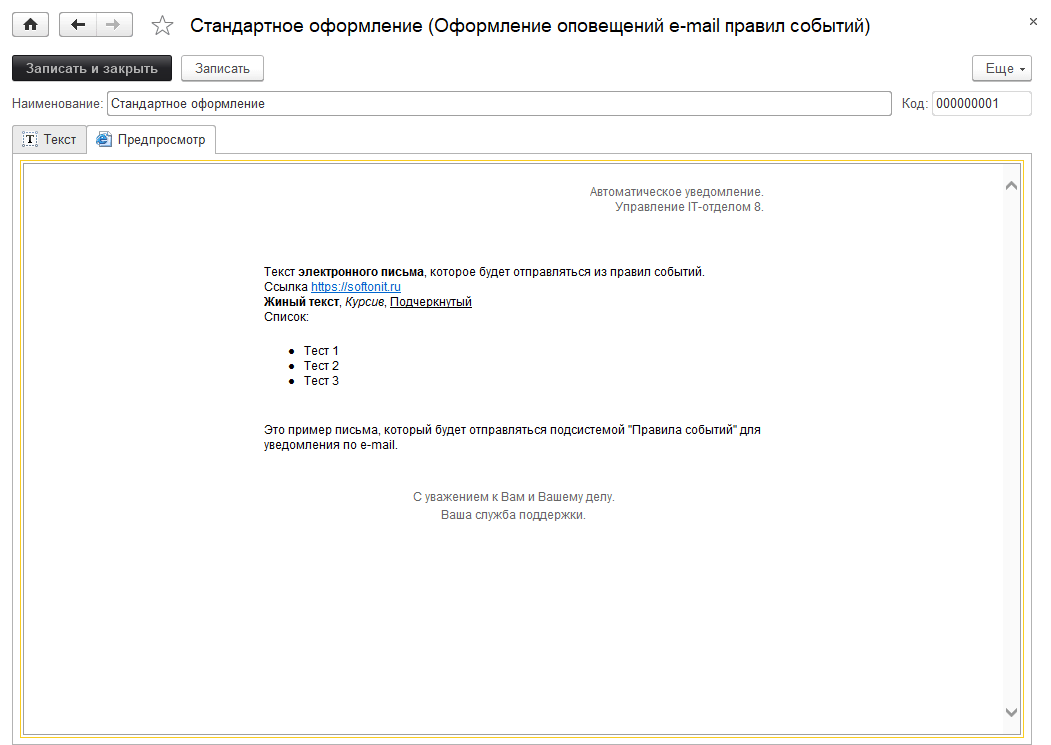 Стандартное оформление (Оформление оповещений e-mail правил событий)
Записать и закрыть Записать Еще
Наименование: Стандартное оформление Код: 000000001
Текст Предпросмотр
Автоматическое уведомление.
Управление IT-отделом 8.
Текст электронного письма, которое будет отправляться из правил событий.
Ссылка https://softonit.ru
Жиный текст, Курсив, Подчеркнутый
Список:
• Тест 1
• Тест 2
• Тест 3
Это пример письма, который будет отправляться подсистемой "Правила событий" для
уведомления по e-mail.
С уважением к Вам и Вашему делу.
Ваша служба поддержки.